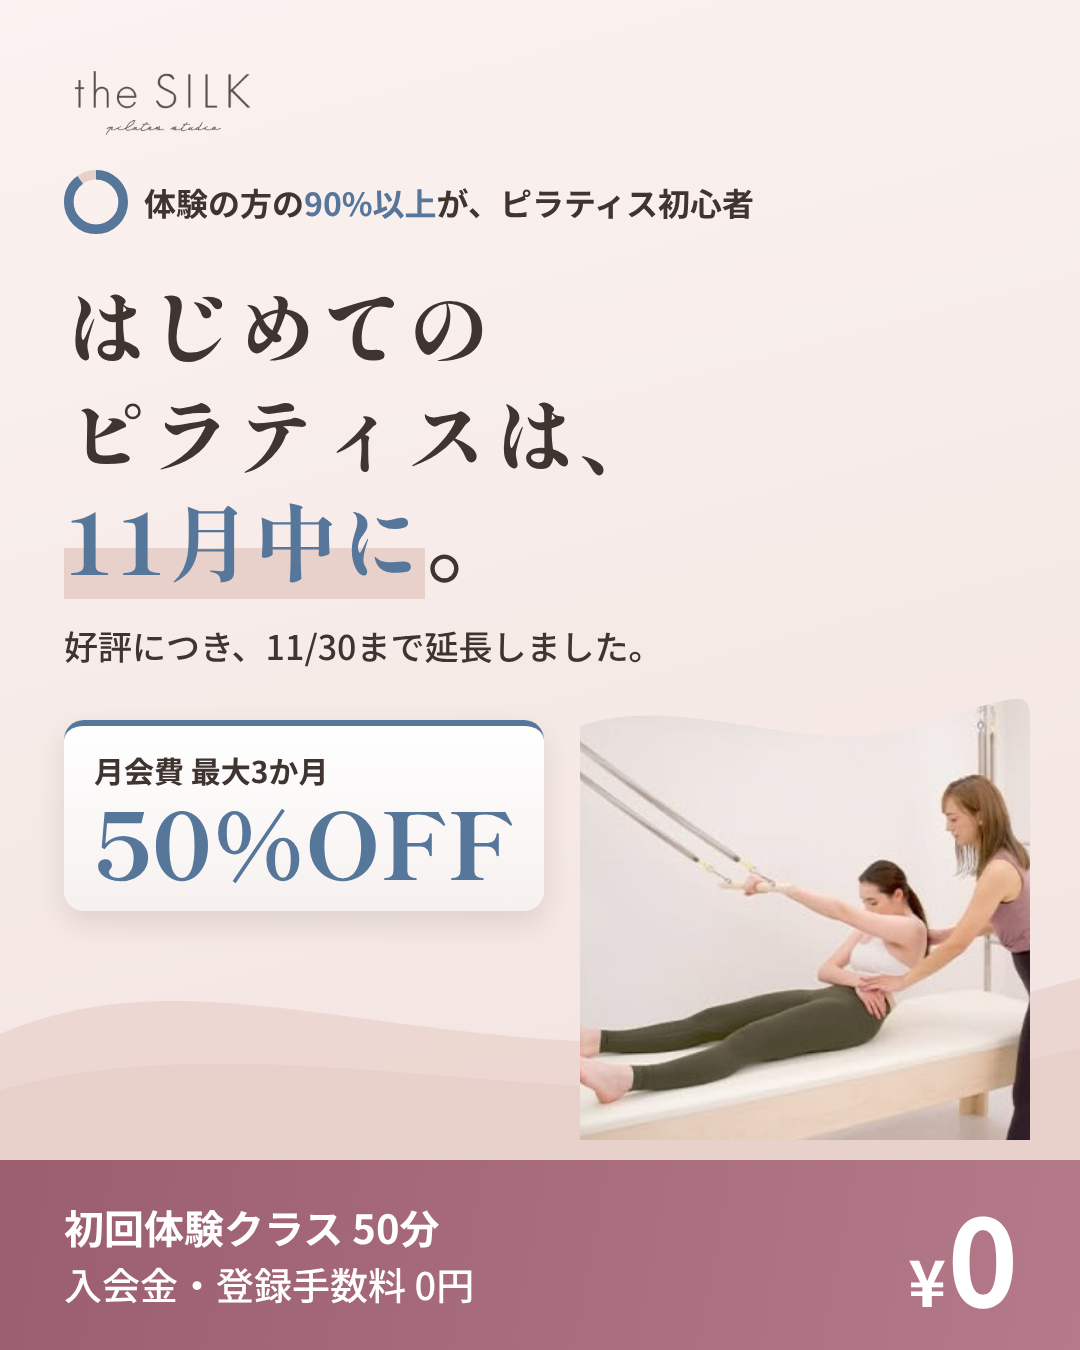 the SILK
pilates studio
体験の方の90%以上が、ピラティス初心者
はじめての
ピラティスは、
11月中に。
好評につき、11/30まで延長しました。
月会費 最大3か月
50%OFF
初回体験クラス 50分
入会金・登録手数料 0円
¥0